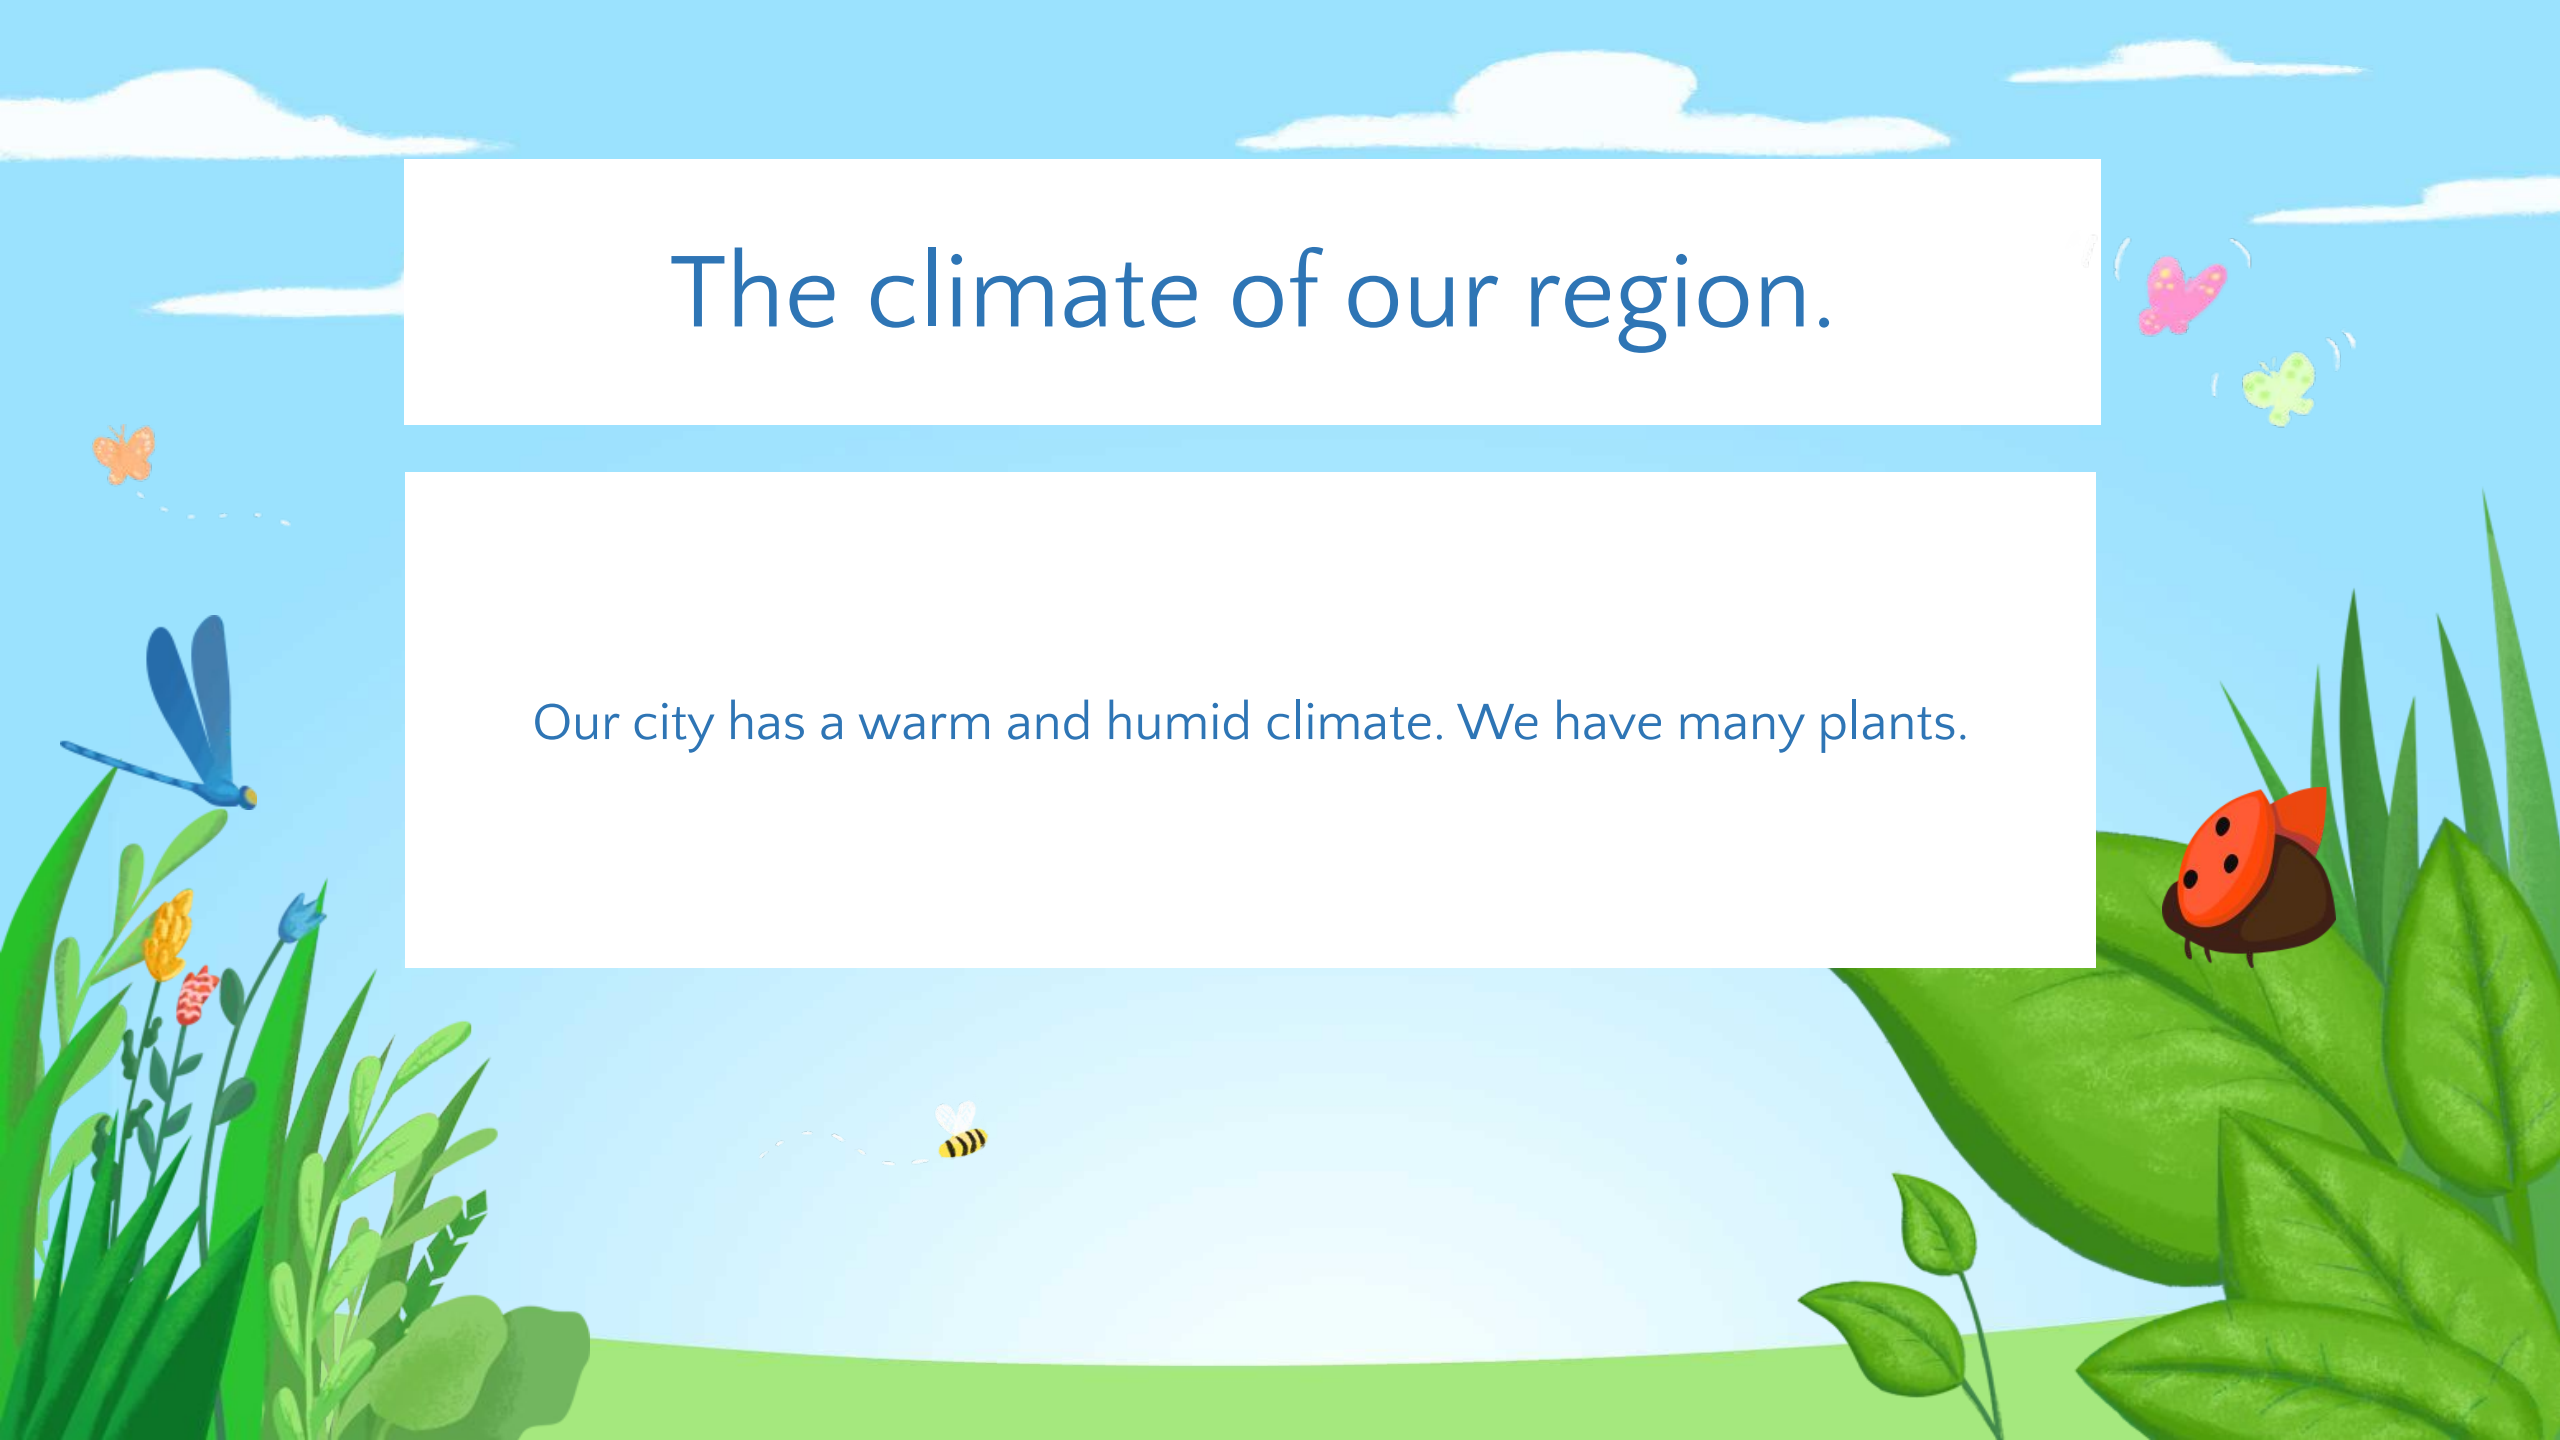 The climate of our region.
Our city has a warm and humid climate. We have many plants.